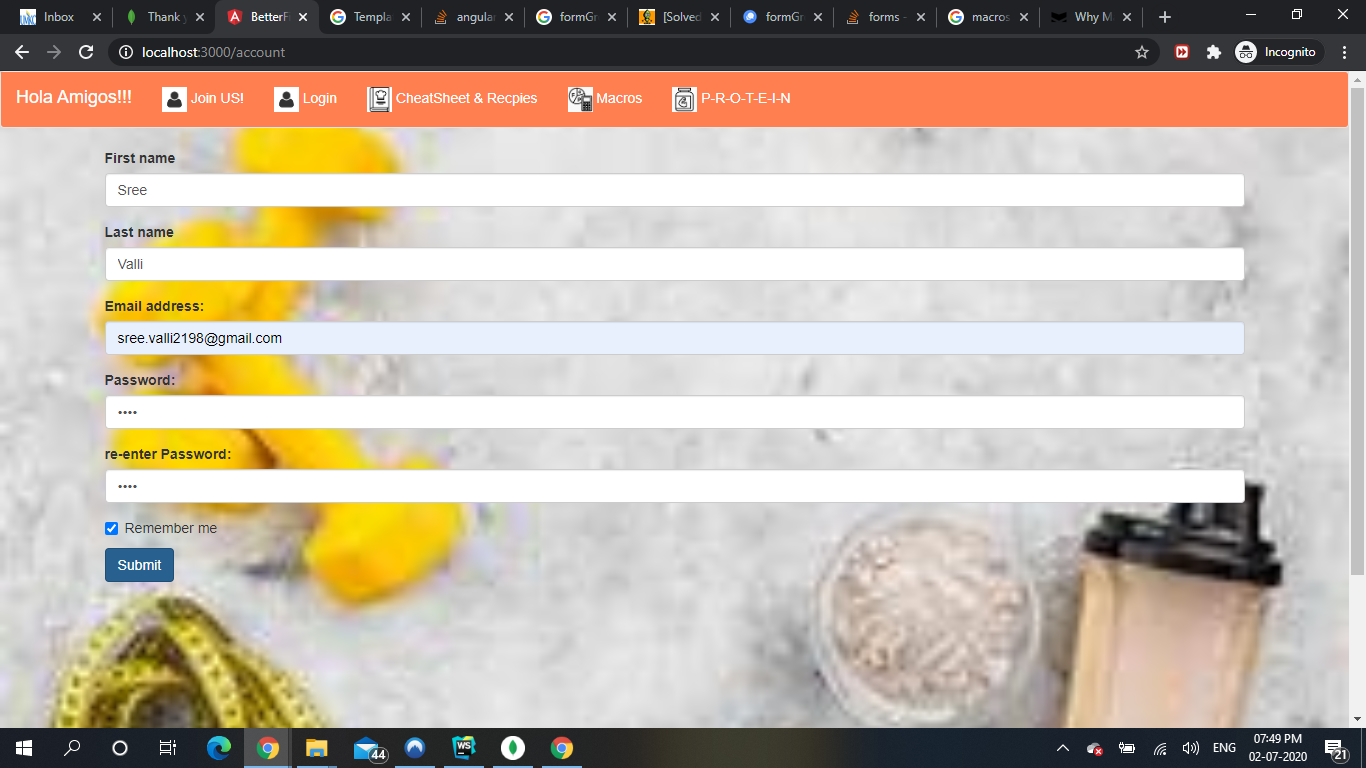 Inbox
Thank y
BetterFi
Templa
angular
formGr
[Solved
formGr
forms -
macros
Why M
localhost:3000/account
Incognito
Hola Amigos!!!
Join US!
Login
CheatSheet & Recpies
Macros
P-R-O-T-E-I-N
First name
Sree
Last name
Valli
Email address:
sree.valli2198@gmail.com
Password:
••••
re-enter Password:
••••
Remember me
Submit
44
WS
ENG
07:49 PM
02-07-2020
21